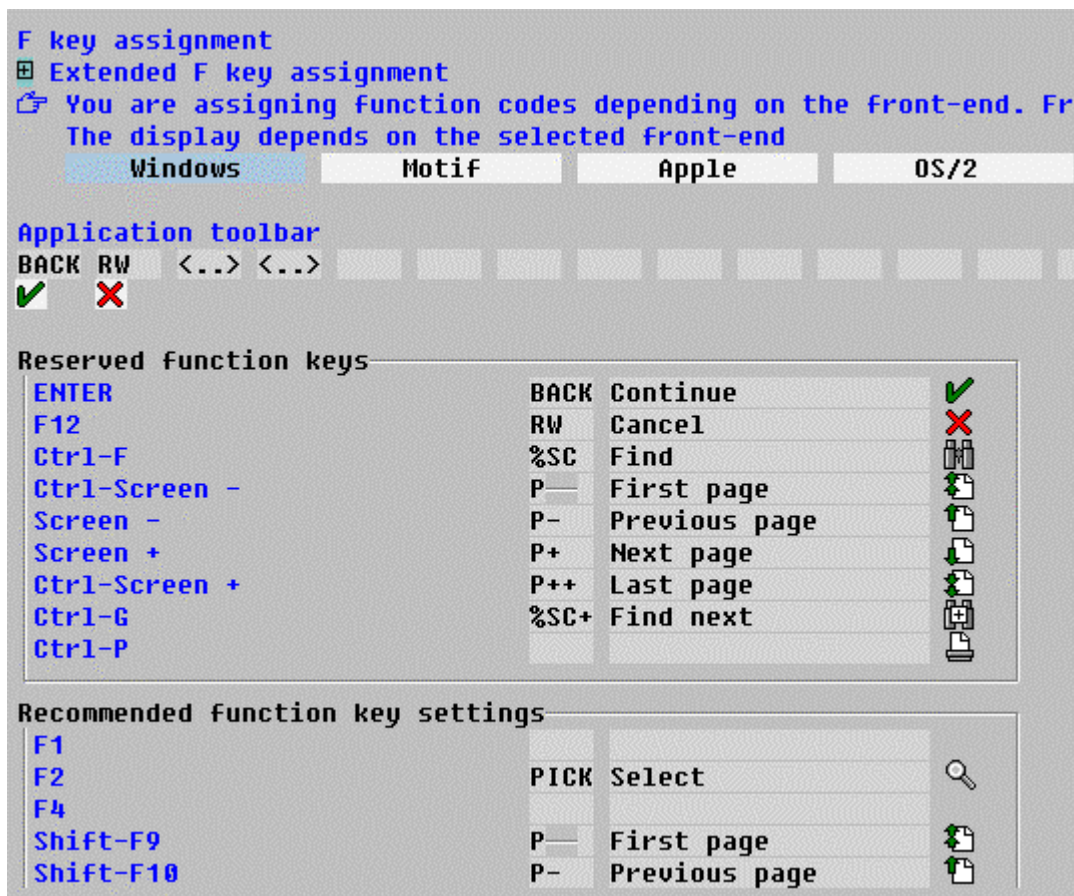 F key assignment
Extended F key assignment
You are assigning function codes depending on the front-end. Fr
The display depends on the selected front-end
Windows Motif Apple OS/2
Application toolbar
BACK RW <..> <..>
Reserved function keys
ENTER BACK Continue
F12 RW Cancel
Ctrl-F %SC Find
Ctrl-Screen - P-- First page
Screen - P- Previous page
Screen + P+ Next page
Ctrl-Screen + P++ Last page
Ctrl-G %SC+ Find next
Ctrl-P
Recommended function key settings
F1
F2 PICK Select
F4
Shift-F9 P-- First page
Shift-F10 P- Previous page